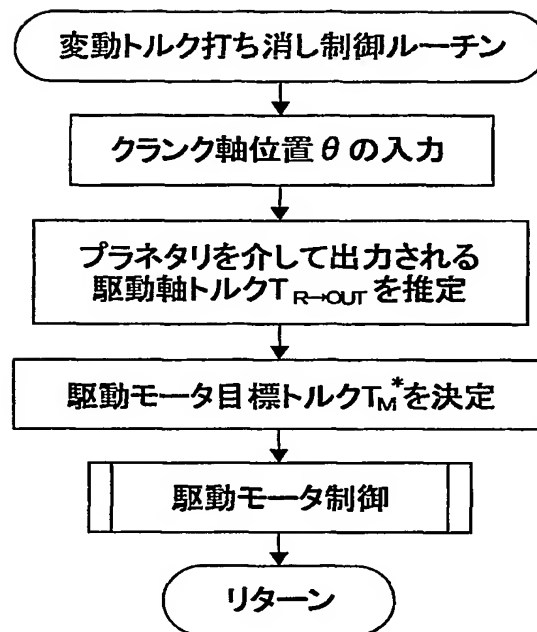 変動トルク打ち消し制御ルーチン
クランク軸位置θの入力
プラネタリを介して出力される
駆動軸トルクT R→OUT を推定
駆動モータ目標トルクTM*を決定
駆動モータ制御
リターン